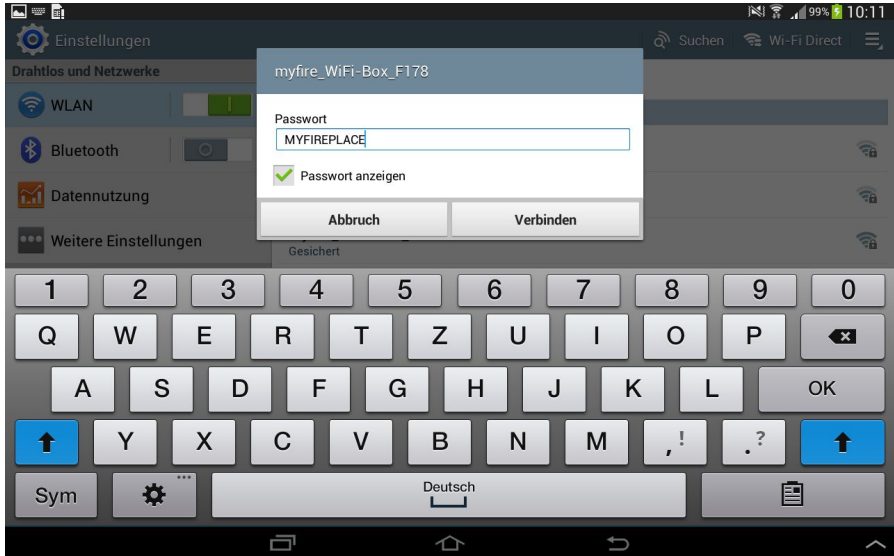 99% 10:11
Einstellungen Suchen Wi-Fi Direct
Drahtlos und Netzwerke
myfire_WiFi-Box_F178
WLAN
Passwort
MYFIREPLACE
Bluetooth
Passwort anzeigen
Datennutzung
Abbruch Verbinden
Weitere Einstellungen
Gesichert
1 2 3 4 5 6 7 8 9 0
Q W E R T Z U I O P
A S D F G H J K L OK
Y X C V B N M , ! . ?
Sym Deutsch